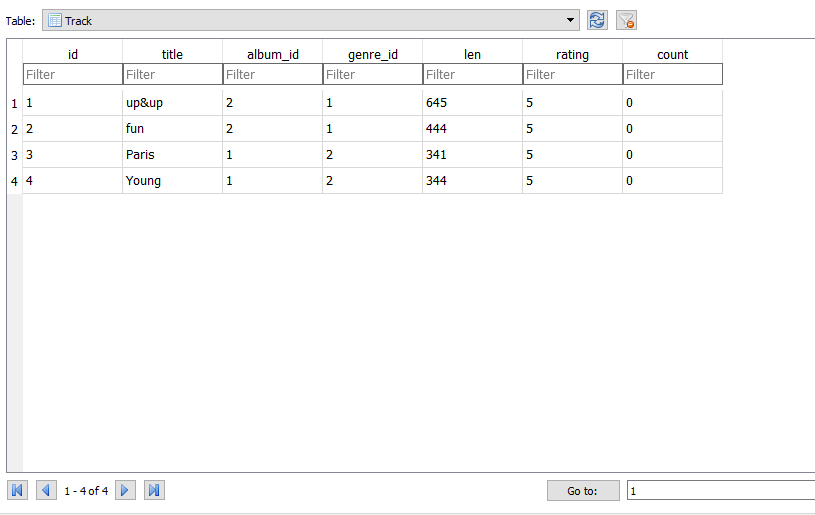 Table: Track
id title album_id genre_id len rating count
Filter Filter Filter Filter Filter Filter Filter
1 1 up&up 2 1 645 5 0
2 2 fun 2 1 444 5 0
3 3 Paris 1 2 341 5 0
4 4 Young 1 2 344 5 0
1 - 4 of 4 Go to: 1